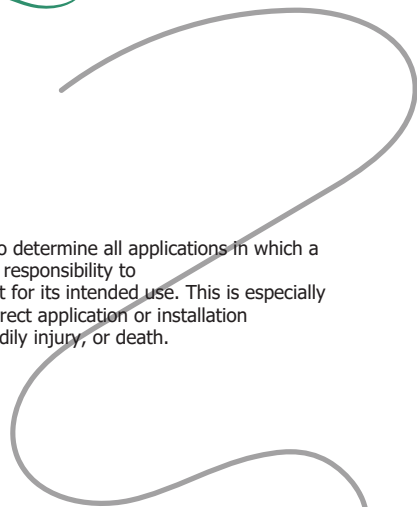 o determine all applications in which a
responsibility to
t for its intended use. This is especially
rect application or installation
dily injury, or death.